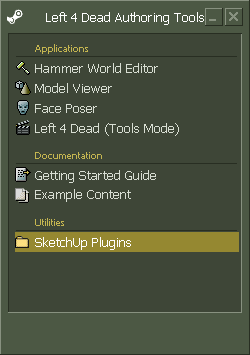 Left 4 Dead Authoring Tools
Applications
Hammer World Editor
Model Viewer
Face Poser
Left 4 Dead (Tools Mode)
Documentation
Getting Started Guide
Example Content
Utilities
SketchUp Plugins